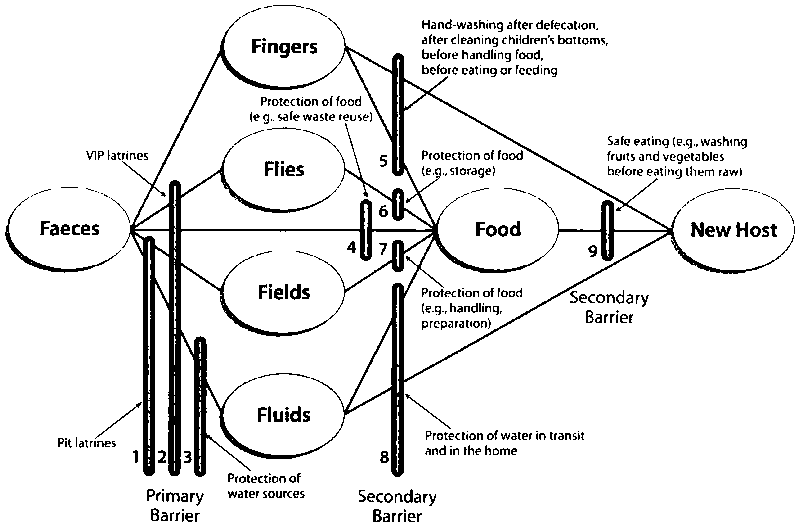 Fingers
Hand-washing after defecation,
after cleaning children's bottoms,
before handling food,
before eating or feeding
Protection of food
(e.g., safe waste reuse)
VIP latrines
Flies
5
Protection of food
(e.g., storage)
Safe eating (e.g., washing
fruits and vegetables
before eating them raw)
6
Faeces
4
7
Food
9
New Host
Fields
Protection of food
(e.g., handling,
preparation)
Secondary
Barrier
Fluids
Pit latrines
1
2
3
8
Protection of
water sources
Protection of water in transit
and in the home
Primary
Barrier
Secondary
Barrier